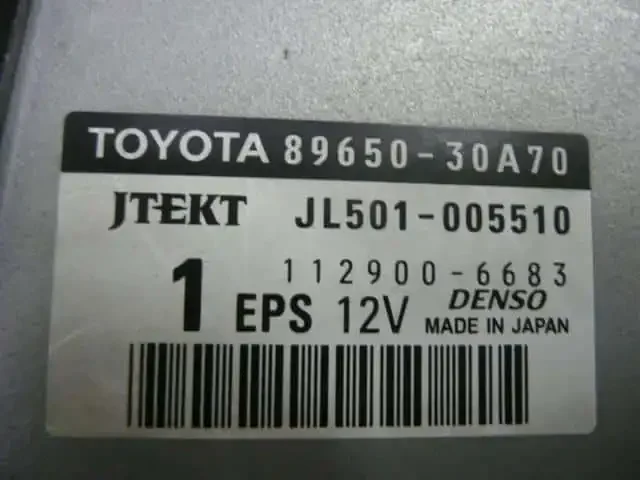 TOYOTA 89650-30A70
JTEKT JL501-005510
112900-6683
1 EPS 12V DENSO
MADE IN JAPAN